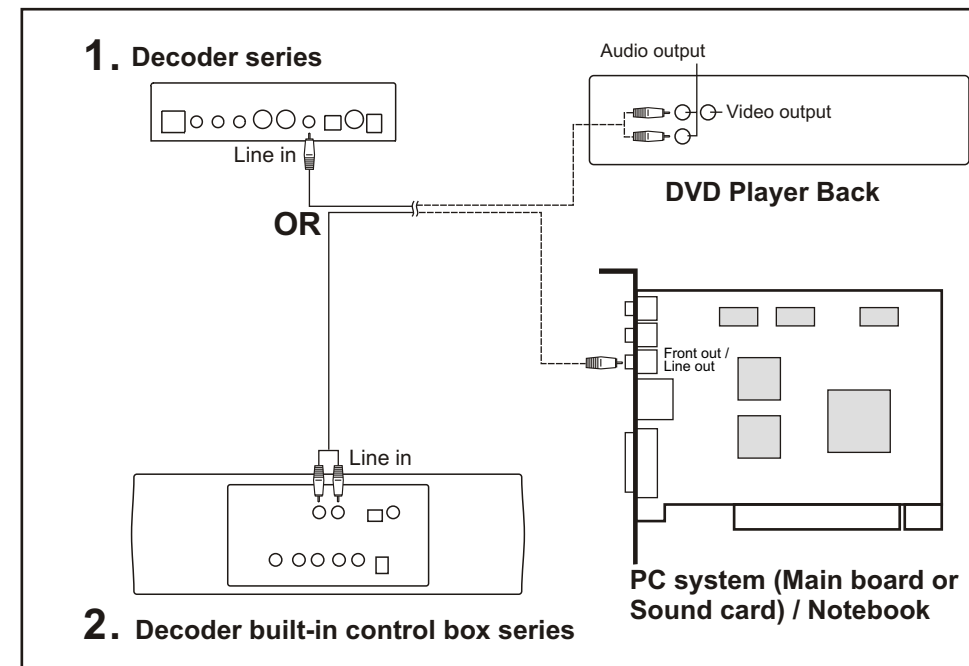 1. Decoder series
Line in
Audio output
Video output
DVD Player Back
OR
Front out /
Line out
Line in
PC system (Main board or
Sound card) / Notebook
2. Decoder built-in control box series